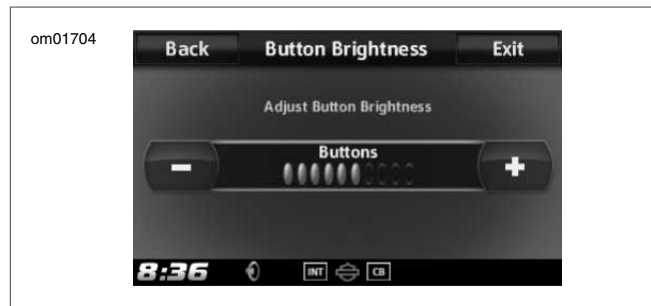 om01704
Back Button Brightness Exit
Adjust Button Brightness
Buttons
− +
8:36 INT CB